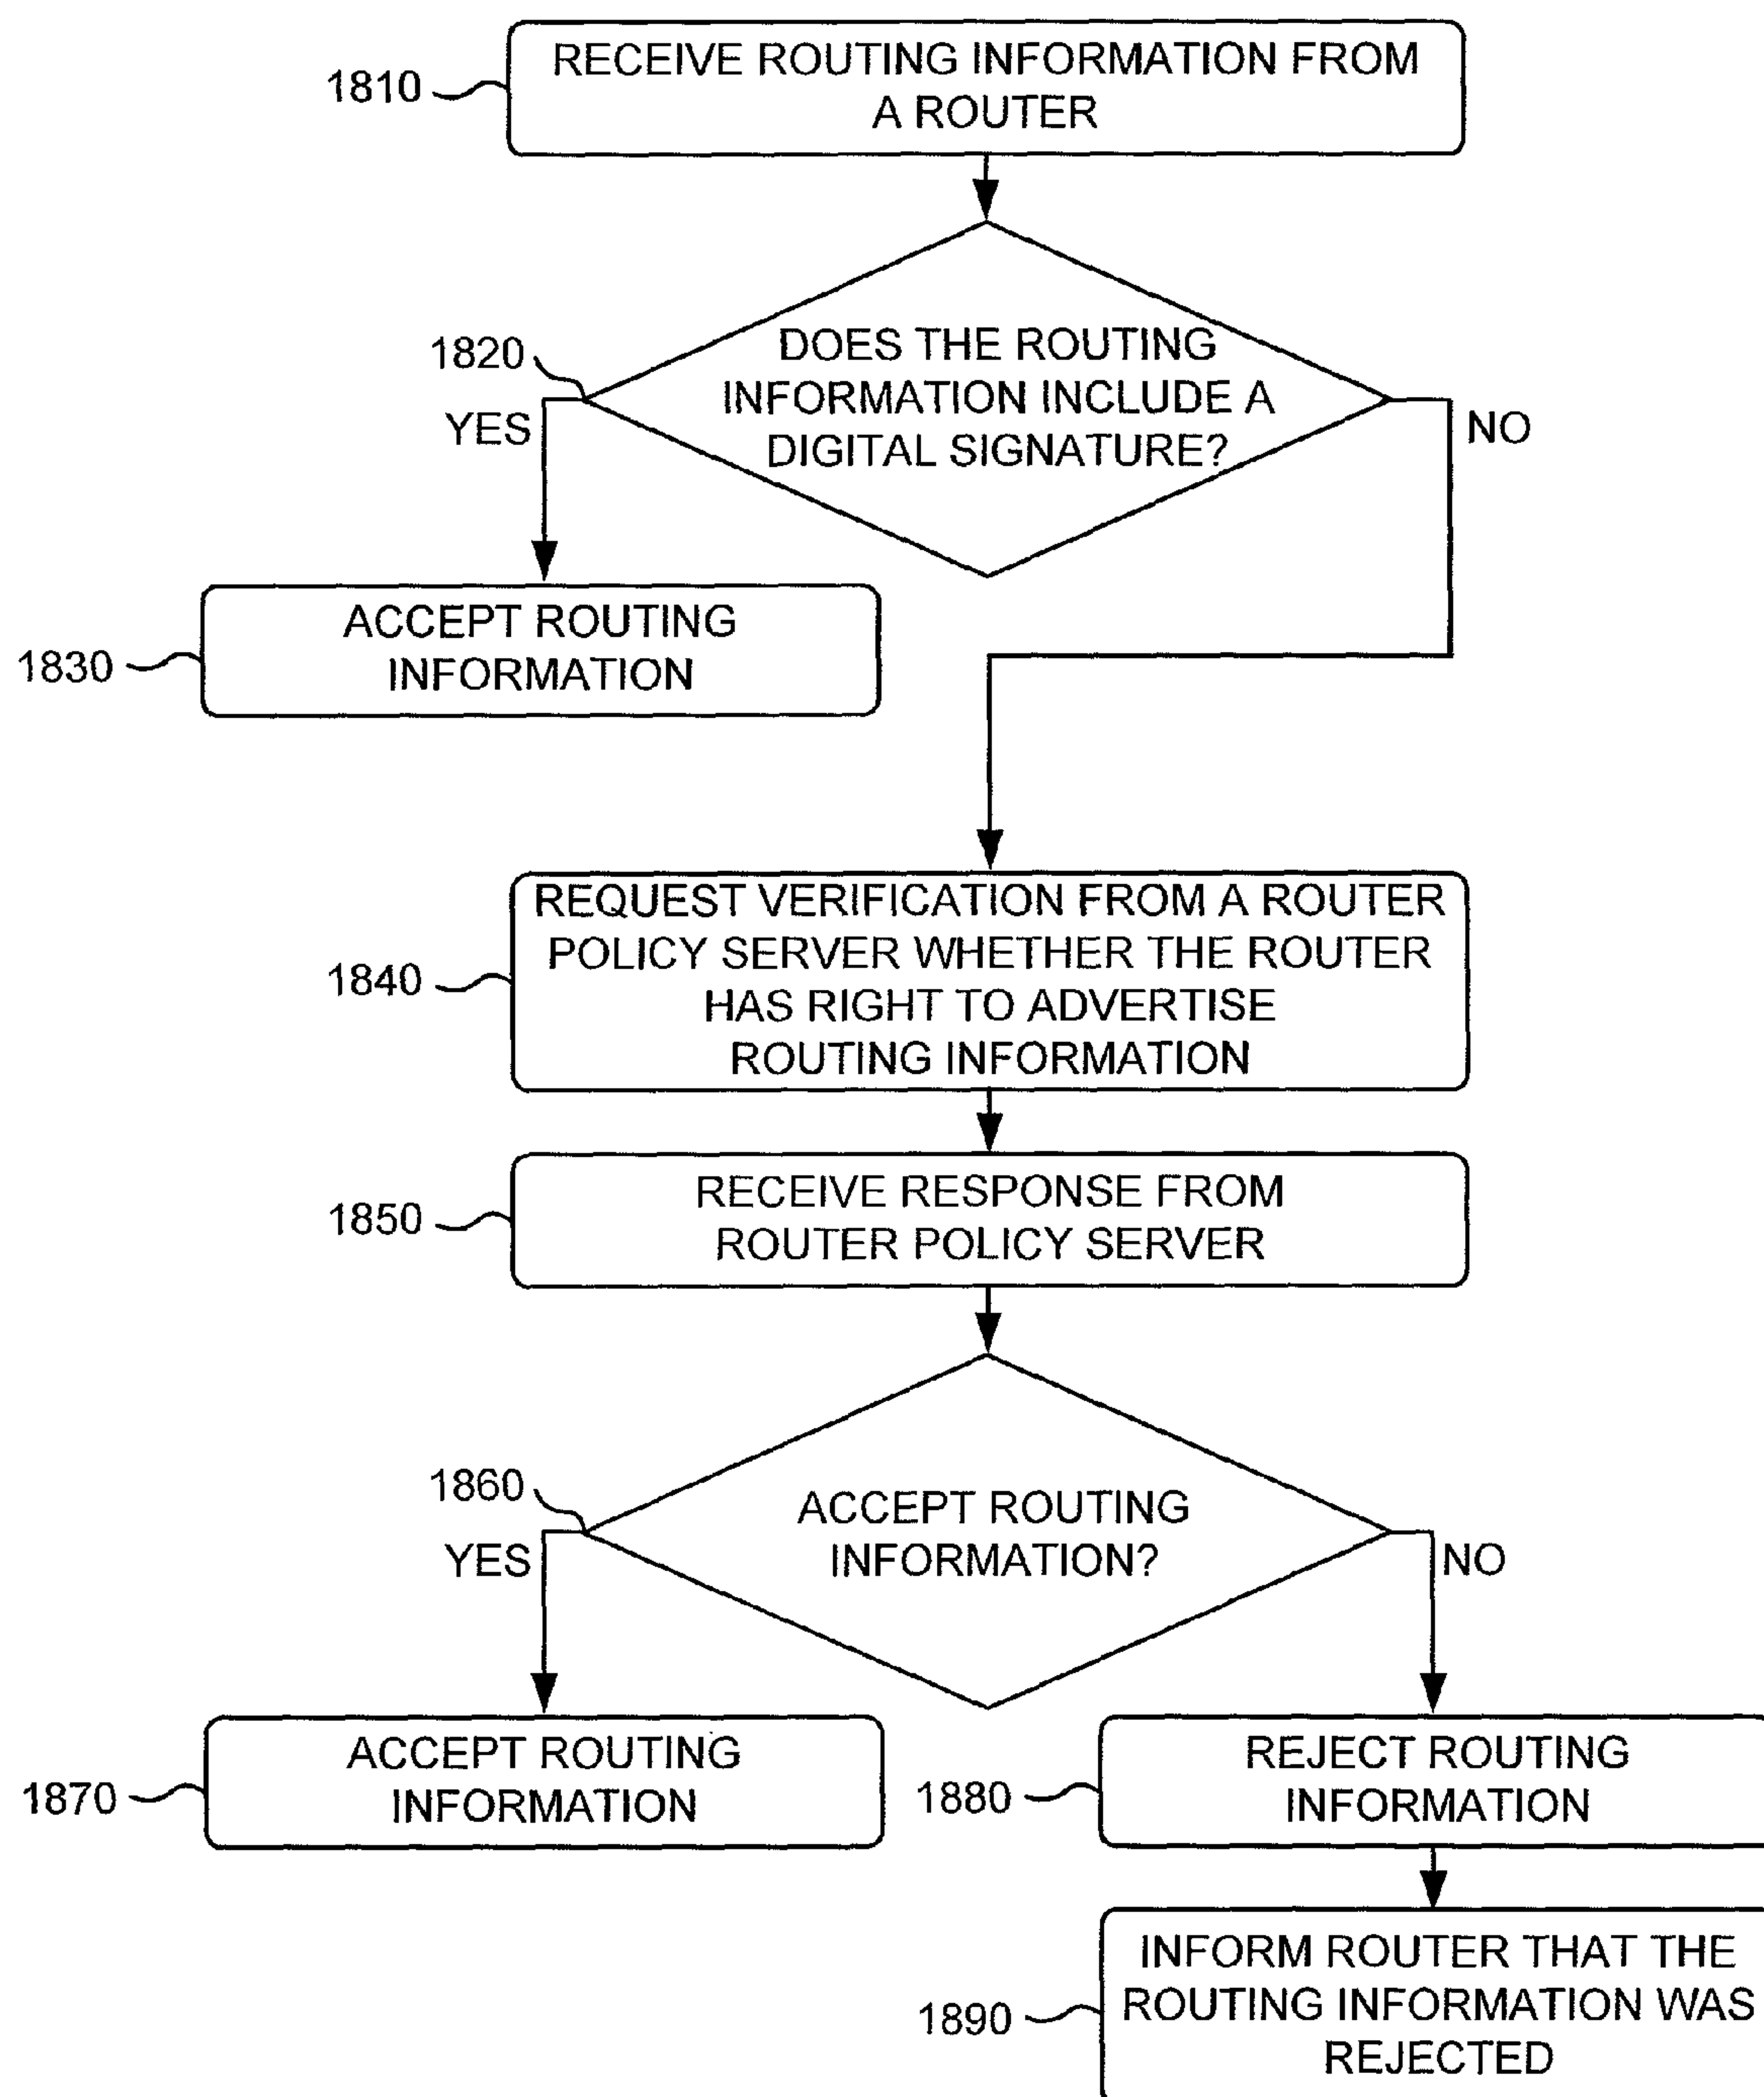 RECEIVE ROUTING INFORMATION FROM
A ROUTER
1810
DOES THE ROUTING
INFORMATION INCLUDE A
DIGITAL SIGNATURE?
1820
YES
NO
ACCEPT ROUTING
INFORMATION
1830
REQUEST VERIFICATION FROM A ROUTER
POLICY SERVER WHETHER THE ROUTER
HAS RIGHT TO ADVERTISE
ROUTING INFORMATION
1840
RECEIVE RESPONSE FROM
ROUTER POLICY SERVER
1850
1860
ACCEPT ROUTING
INFORMATION?
YES
NO
ACCEPT ROUTING
INFORMATION
1870
REJECT ROUTING
INFORMATION
1880
INFORM ROUTER THAT THE
ROUTING INFORMATION WAS
REJECTED
1890